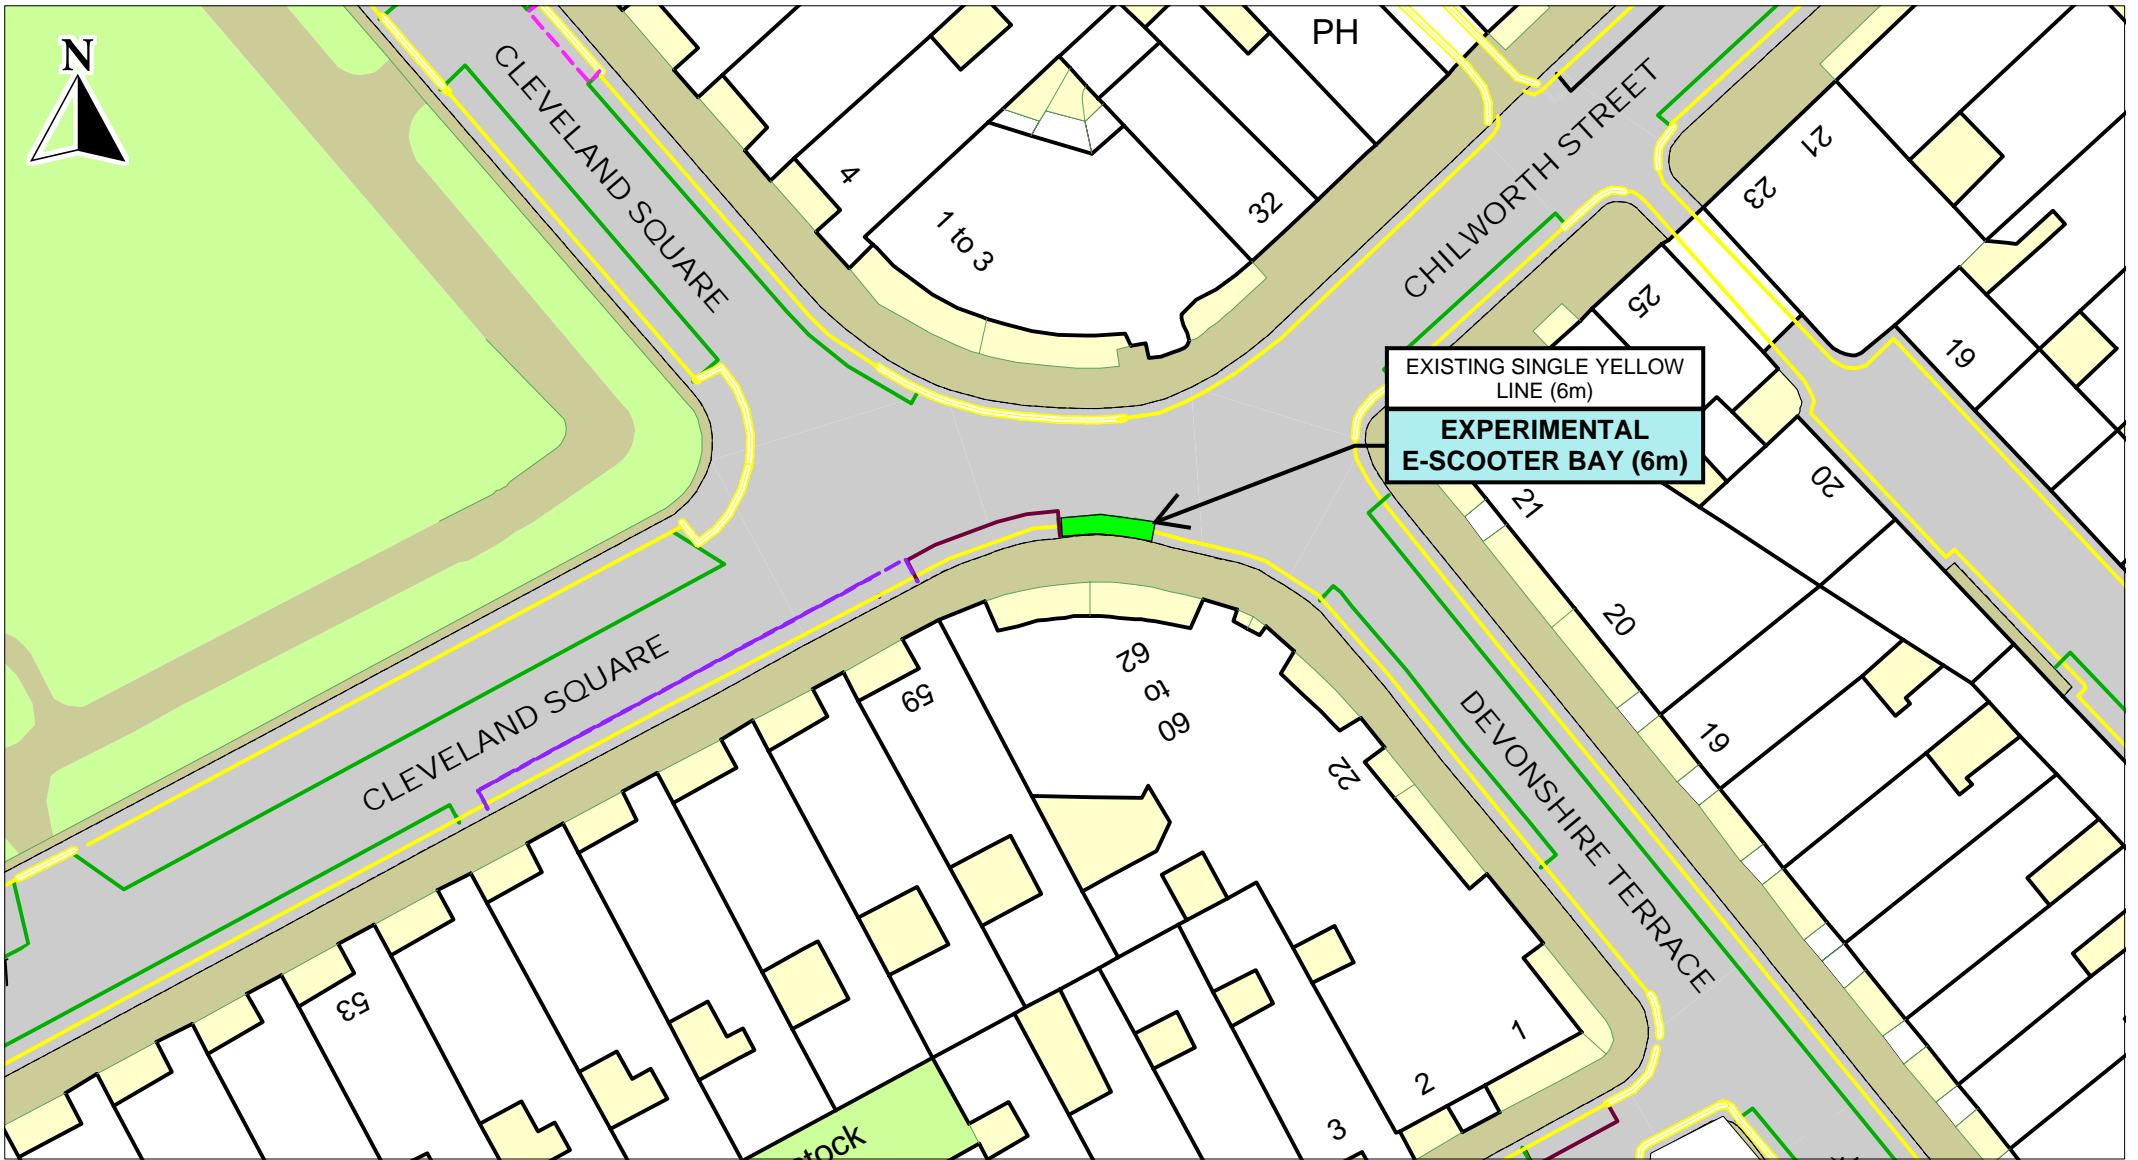 N
PH
CLEVELAND SQUARE
CHILWORTH STREET
4
1 to 3
32
21
23
25
19
EXISTING SINGLE YELLOW
LINE (6m)
EXPERIMENTAL
E-SCOOTER BAY (6m)
21
20
20
19
CLEVELAND SQUARE
59
62
to
60
22
DEVONSHIRE TERRACE
53
1
2
3
tock